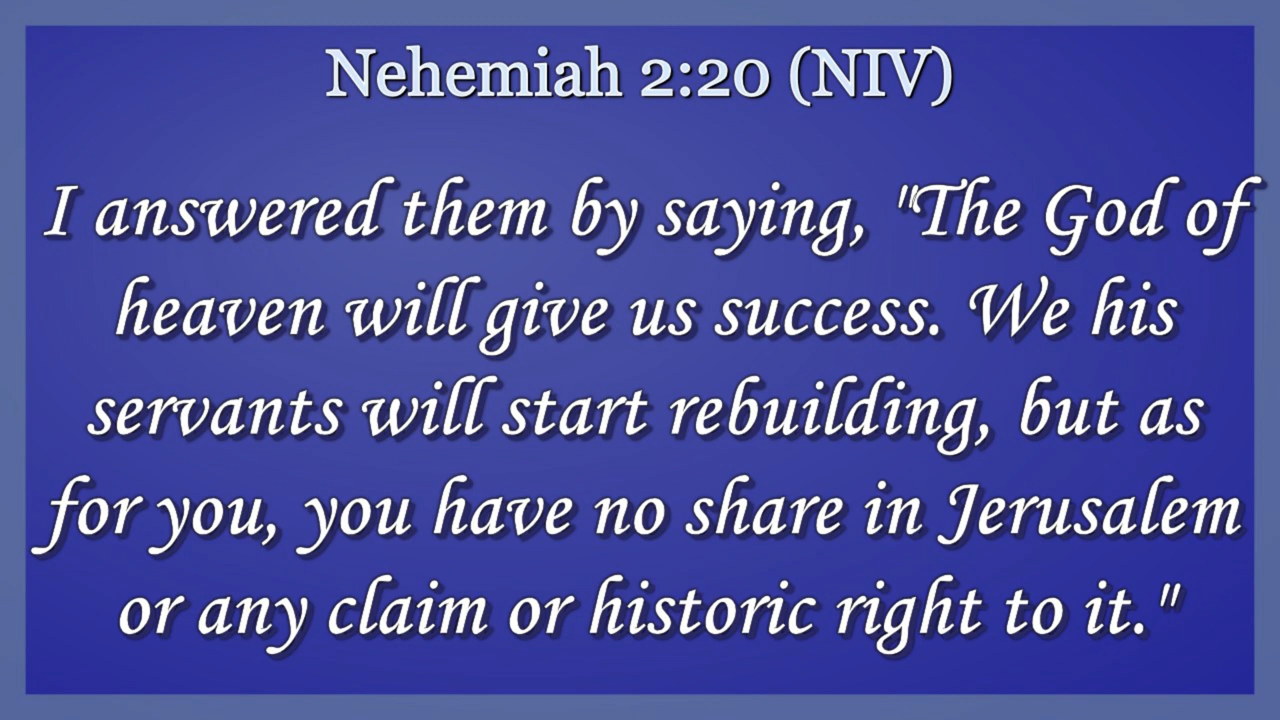 Nehemiah 2:20 (NIV)
I answered them by saying, "The God of
heaven will give us success. We his
servants will start rebuilding, but as
for you, you have no share in Jerusalem
or any claim or historic right to it."